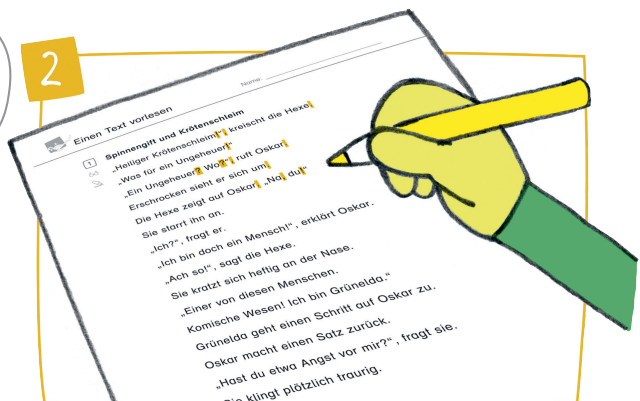 2
Name:
Einen Text vorlesen
1
Spinnengift und Krötenschleim
„Heiliger Krötenschleim!“, kreischt die Hexe.
„Was für ein Ungeheuer!“
„Ein Ungeheuer? Wo?“, ruft Oskar.
Erschrocken sieht er sich um.
Die Hexe zeigt auf Oskar. „Na, du!“
Sie starrt ihn an.
„Ich?“, fragt er.
„Ich bin doch ein Mensch!“, erklärt Oskar.
„Ach so!“, sagt die Hexe.
Sie kratzt sich heftig an der Nase.
„Einer von diesen Menschen.
Komische Wesen! Ich bin Grünelda.“
Grünelda geht einen Schritt auf Oskar zu.
Oskar macht einen Satz zurück.
„Hast du etwa Angst vor mir?“, fragt sie.
Sie klingt plötzlich traurig.